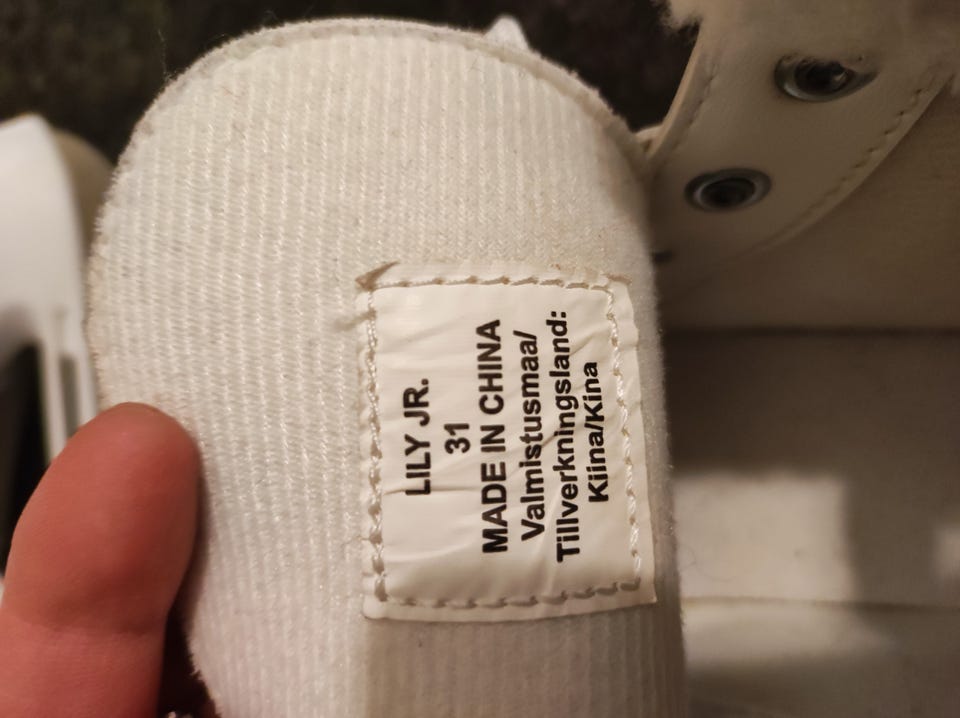 LILY JR.
31
MADE IN CHINA
Valmistusmaa/
Tillverkningsland:
Kiina/Kina